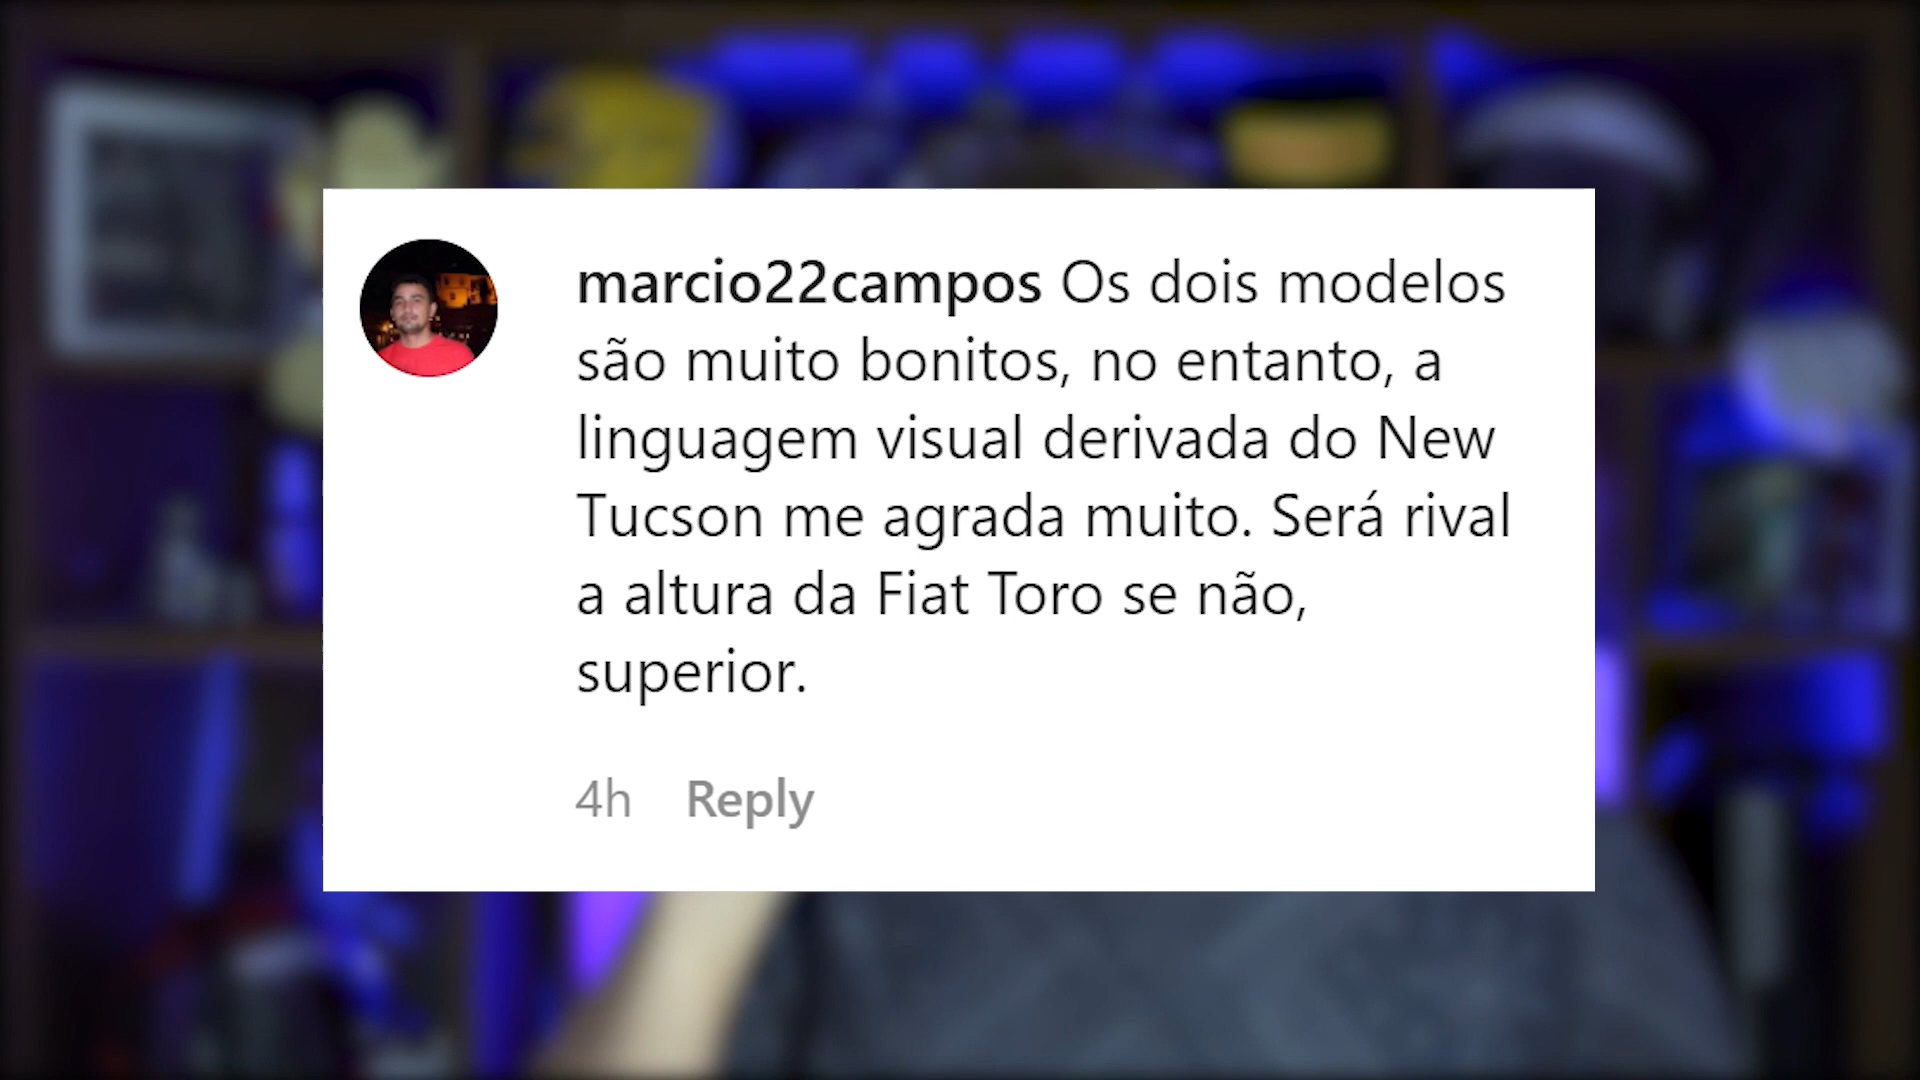 marcio22campos Os dois modelos
são muito bonitos, no entanto, a
linguagem visual derivada do New
Tucson me agrada muito. Será rival
a altura da Fiat Toro se não,
superior.
4h Reply